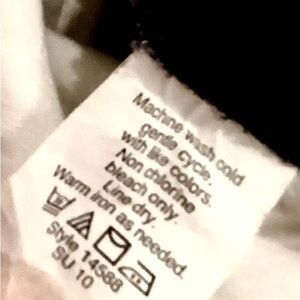 Machine wash cold
gentle cycle.
with like colors.
Non chlorine
bleach only.
Line dry.
Warm iron as needed.
Style 14588
SU 10